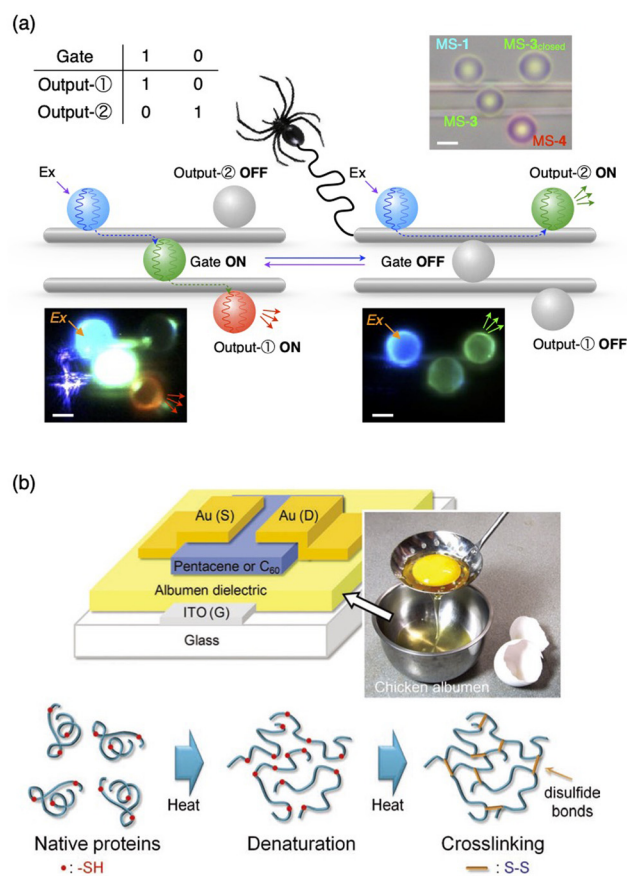 (a)
Gate 1 0
Output-① 1 0
Output-② 0 1
MS-1
MS-3closed
MS-3
MS-4
Ex
Output-② OFF
Gate ON
Output-① ON
Ex
Output-② ON
Gate OFF
Output-① OFF
Ex
Ex
(b)
Au (S)
Au (D)
Pentacene or C60
Albumen dielectric
ITO (G)
Glass
Chicken albumen
Heat
Heat
disulfide
bonds
Native proteins
Denaturation
Crosslinking
: -SH
: S-S